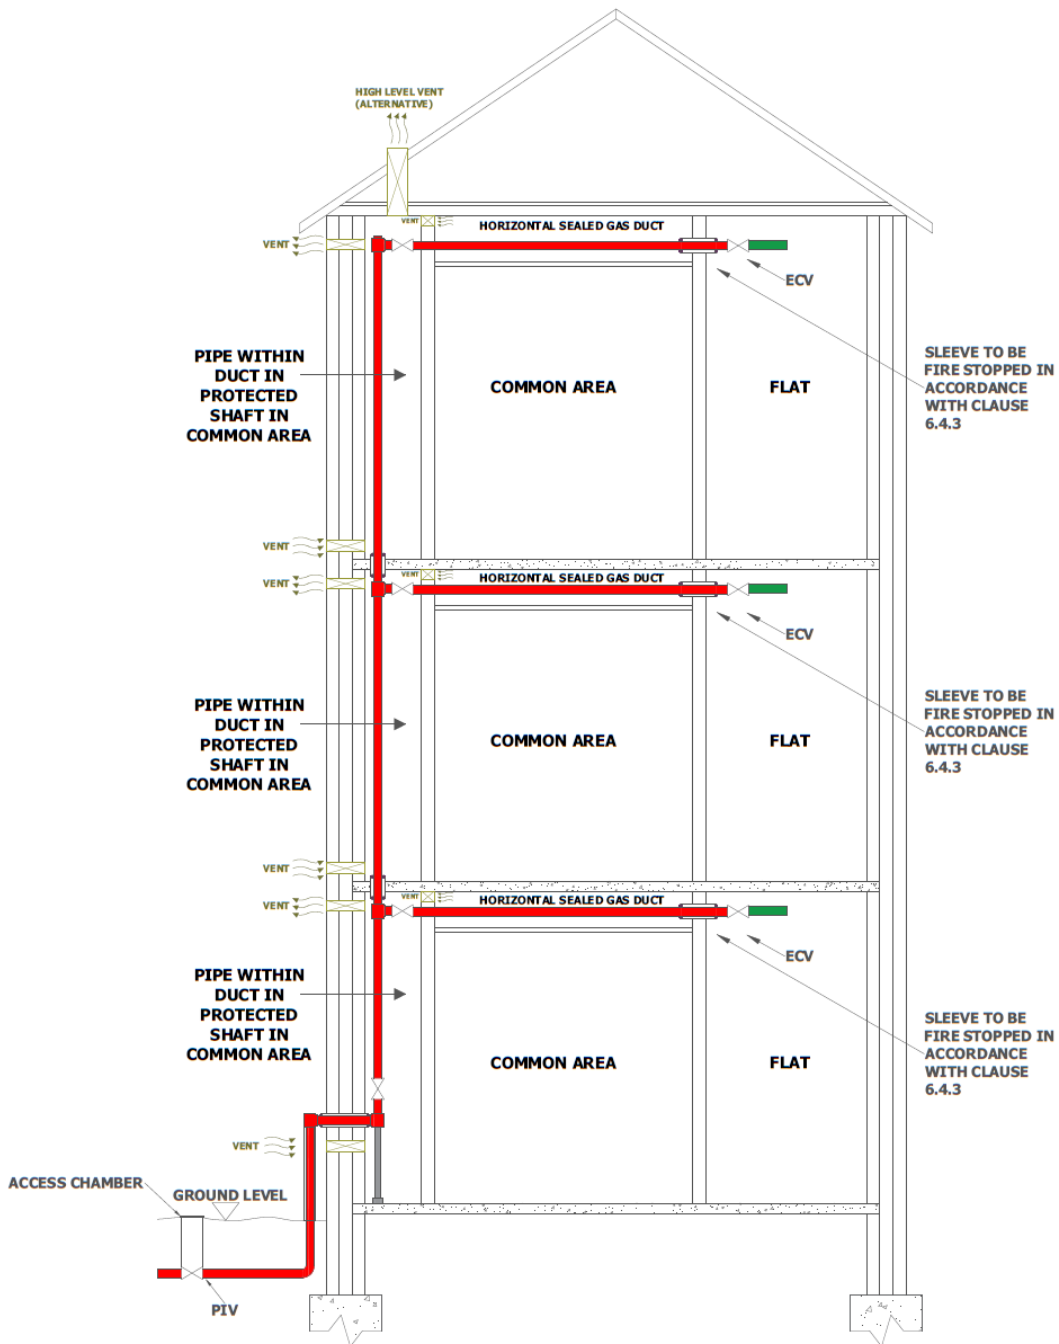 HIGH LEVEL VENT
(ALTERNATIVE)
VENT
HORIZONTAL SEALED GAS DUCT
VENT
ECV
PIPE WITHIN
DUCT IN
PROTECTED
SHAFT IN
COMMON AREA
COMMON AREA
FLAT
SLEEVE TO BE
FIRE STOPPED IN
ACCORDANCE
WITH CLAUSE
6.4.3
VENT
VENT
HORIZONTAL SEALED GAS DUCT
VENT
ECV
PIPE WITHIN
DUCT IN
PROTECTED
SHAFT IN
COMMON AREA
COMMON AREA
FLAT
SLEEVE TO BE
FIRE STOPPED IN
ACCORDANCE
WITH CLAUSE
6.4.3
VENT
VENT
HORIZONTAL SEALED GAS DUCT
VENT
ECV
PIPE WITHIN
DUCT IN
PROTECTED
SHAFT IN
COMMON AREA
COMMON AREA
FLAT
SLEEVE TO BE
FIRE STOPPED IN
ACCORDANCE
WITH CLAUSE
6.4.3
VENT
ACCESS CHAMBER
GROUND LEVEL
PIV